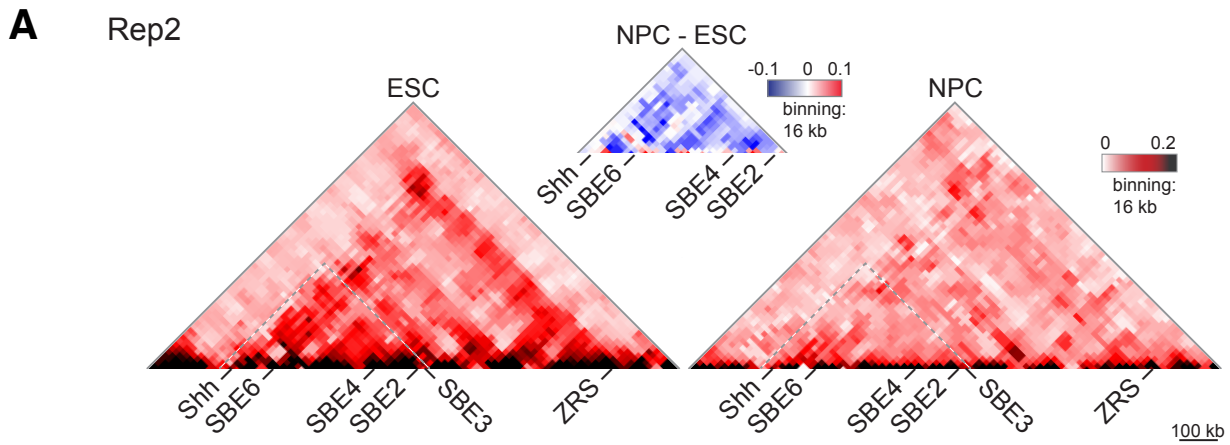 A
Rep2
NPC - ESC
-0.1 0 0.1
binning:
16 kb
Shh
SBE6
SBE4
SBE2
ESC
Shh
SBE6
SBE4
SBE2
SBE3
ZRS
NPC
0 0.2
binning:
16 kb
Shh
SBE6
SBE4
SBE2
SBE3
ZRS
100 kb